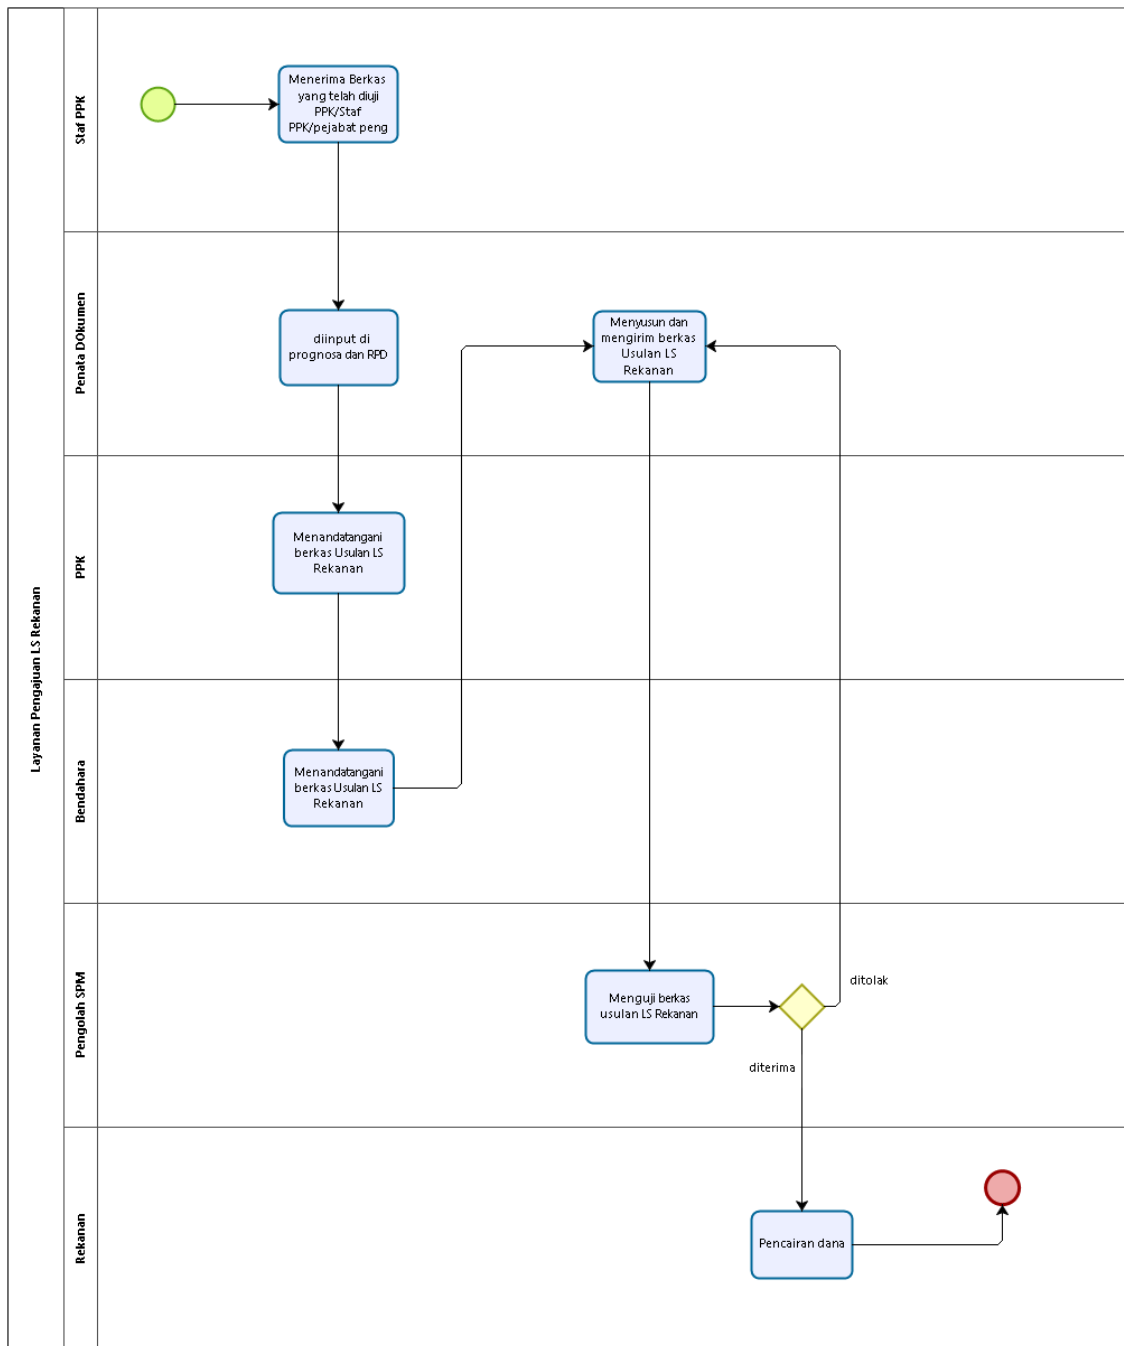 Layanan Pengajuan LS Rekanan
Staf PPK
Menerima Berkas
yang telah diuji
PPK/Staf
PPK/pejabat peng
Penata DOkumen
diinput di
prognosa dan RPD
Menyusun dan
mengirim berkas
Usulan LS
Rekanan
PPK
Menandatangani
berkas Usulan LS
Rekanan
Bendahara
Menandatangani
berkas Usulan LS
Rekanan
Pengolah SPM
Menguji berkas
usulan LS Rekanan
ditolak
diterima
Rekanan
Pencairan dana